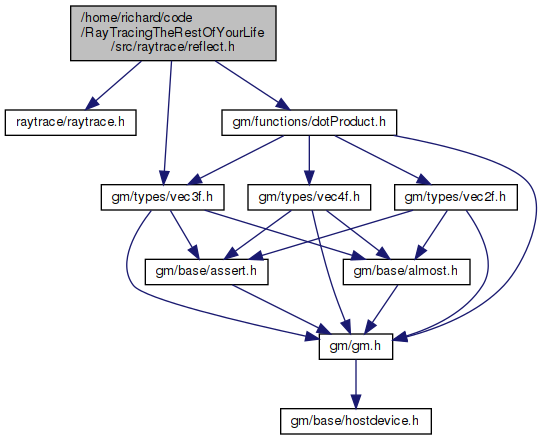 /home/richard/code
/RayTracingTheRestOfYourLife
/src/raytrace/reflect.h
raytrace/raytrace.h
gm/functions/dotProduct.h
gm/types/vec3f.h
gm/types/vec4f.h
gm/types/vec2f.h
gm/base/assert.h
gm/base/almost.h
gm/gm.h
gm/base/hostdevice.h